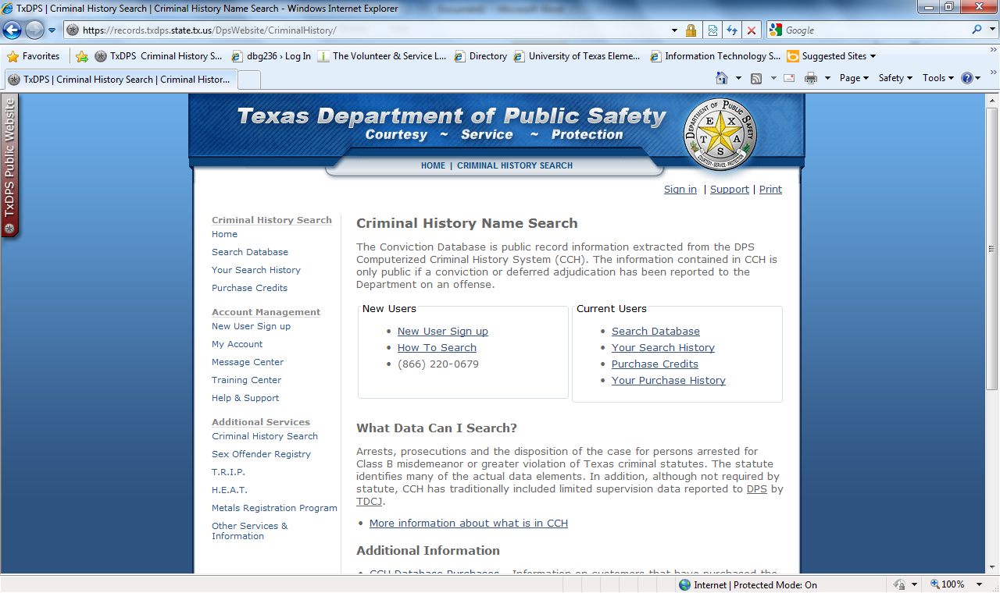 TxDPS | Criminal History Search | Criminal History Name Search - Windows Internet Explorer
https://records.txdps.state.tx.us/DpsWebsite/CriminalHistory/
Google
Favorites
TxDPS Criminal History S...
dbg236 › Log In
The Volunteer & Service L...
Directory
University of Texas Eleme...
Information Technology S...
Suggested Sites
TxDPS | Criminal History Search | Criminal Histor...
Page
Safety
Tools
TxDPS Public Website
Texas Department of Public Safety
Courtesy ~ Service ~ Protection
DEPARTMENT OF PUBLIC SAFETY
TEXAS
COURTESY·SERVICE·PROTECTION
HOME | CRIMINAL HISTORY SEARCH
Sign in | Support | Print
Criminal History Search
Home
Search Database
Your Search History
Purchase Credits
Account Management
New User Sign up
My Account
Message Center
Training Center
Help & Support
Additional Services
Criminal History Search
Sex Offender Registry
T.R.I.P.
H.E.A.T.
Metals Registration Program
Other Services &
Information
Criminal History Name Search
The Conviction Database is public record information extracted from the DPS
Computerized Criminal History System (CCH). The information contained in CCH is
only public if a conviction or deferred adjudication has been reported to the
Department on an offense.
New Users
• New User Sign up
• How To Search
• (866) 220-0679
Current Users
• Search Database
• Your Search History
• Purchase Credits
• Your Purchase History
What Data Can I Search?
Arrests, prosecutions and the disposition of the case for persons arrested for
Class B misdemeanor or greater violation of Texas criminal statutes. The statute
identifies many of the actual data elements. In addition, although not required by
statute, CCH has traditionally included limited supervision data reported to DPS by
TDCJ.
• More information about what is in CCH
Additional Information
• CCH Database Purchases - Information on customers that have purchased the
Internet | Protected Mode: On
100%